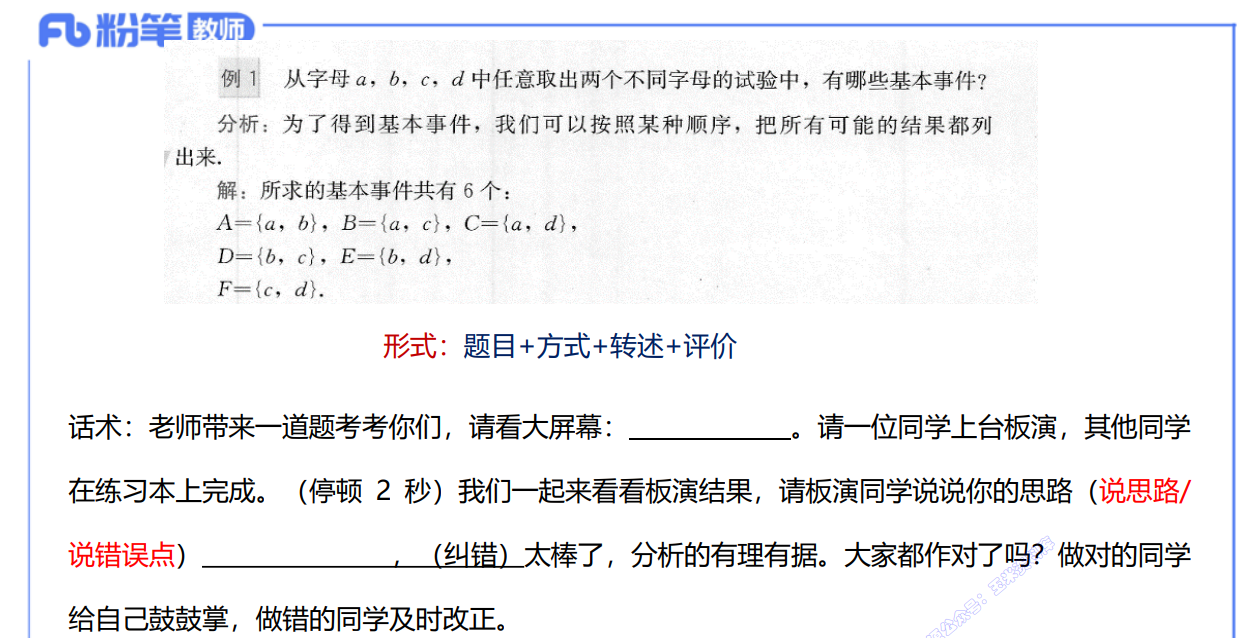 粉笔教师
例1 从字母 a，b，c，d 中任意取出两个不同字母的试验中，有哪些基本事件？
分析：为了得到基本事件，我们可以按照某种顺序，把所有可能的结果都列
出来.
解：所求的基本事件共有 6 个：
A={a，b}，B={a，c}，C={a，d}，
D={b，c}，E={b，d}，
F={c，d}.
形式：题目+方式+转述+评价
话术：老师带来一道题考考你们，请看大屏幕：____________。请一位同学上台板演，其他同学
在练习本上完成。（停顿 2 秒）我们一起来看看板演结果，请板演同学说说你的思路（说思路/
说错误点）______________，__（纠错）_太棒了，分析的有理有据。大家都作对了吗？做对的同学
给自己鼓鼓掌，做错的同学及时改正。
公众号：玉米